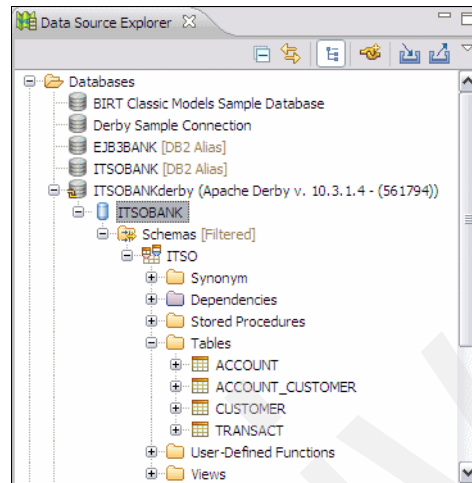 Data Source Explorer
Databases
BIRT Classic Models Sample Database
Derby Sample Connection
EJB3BANK [DB2 Alias]
ITSOBANK [DB2 Alias]
ITSOBANKderby (Apache Derby v. 10.3.1.4 - (561794))
ITSOBANK
Schemas [Filtered]
ITSO
Synonym
Dependencies
Stored Procedures
Tables
ACCOUNT
ACCOUNT_CUSTOMER
CUSTOMER
TRANSACT
User-Defined Functions
Views